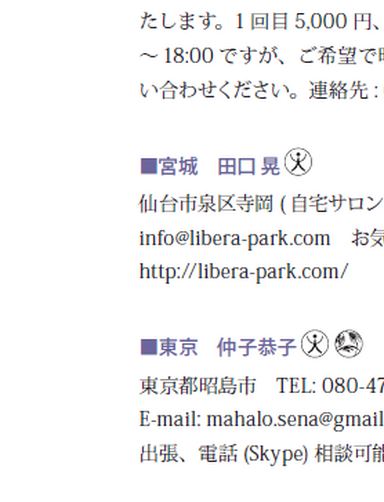 たします。1 回目 5,000 円、
～ 18:00 ですが、ご希望で
い合わせください。連絡先 :
■宮城　田口 晃
仙台市泉区寺岡 ( 自宅サロン
info@libera-park.com　お気
http://libera-park.com/
■東京　仲子恭子
東京都昭島市　TEL: 080-47
E-mail: mahalo.sena@gmail
出張、電話 (Skype) 相談可能